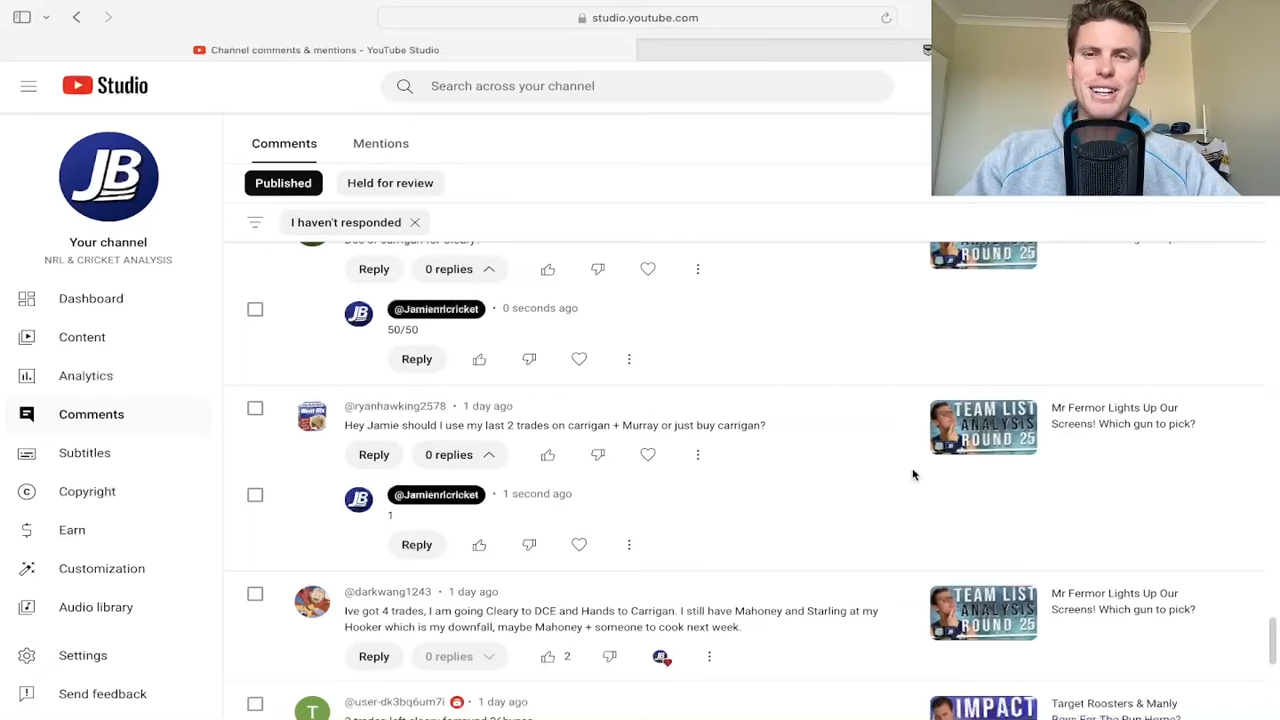 studio.youtube.com
Channel comments & mentions - YouTube Studio
Studio
Search across your channel
JB
Your channel
NRL & CRICKET ANALYSIS
Dashboard
Content
Analytics
Comments
Subtitles
Copyright
Earn
Customization
Audio library
Settings
Send feedback
Comments
Mentions
Published
Held for review
I haven't responded
Reply
0 replies
ROUND 25
JB
@Jamienrlcricket • 0 seconds ago
50/50
Reply
@ryanhawking2578 • 1 day ago
Hey Jamie should I use my last 2 trades on carrigan + Murray or just buy carrigan?
Reply
0 replies
TEAM LIST
ANALYSIS
ROUND 25
Mr Fermor Lights Up Our
Screens! Which gun to pick?
JB
@Jamienrlcricket • 1 second ago
1
Reply
@darkwang1243 • 1 day ago
Ive got 4 trades, I am going Cleary to DCE and Hands to Carrigan. I still have Mahoney and Starling at my
Hooker which is my downfall, maybe Mahoney + someone to cook next week.
Reply
0 replies
2
TEAM LIST
ANALYSIS
ROUND 25
Mr Fermor Lights Up Our
Screens! Which gun to pick?
T
@user-dk3bq6um7i • 1 day ago
IMPACT
Target Roosters & Manly